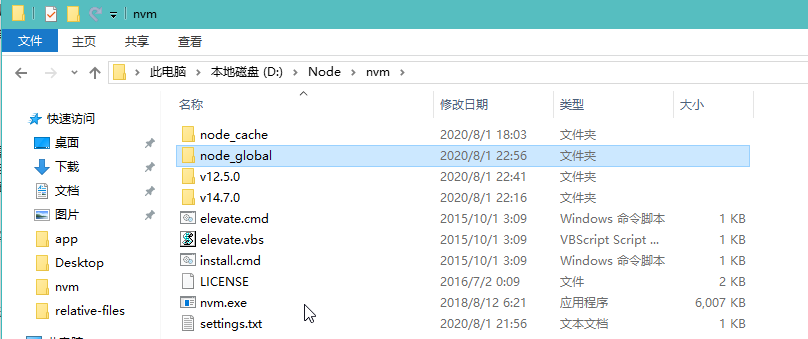 nvm
文件 主页 共享 查看
此电脑 本地磁盘 (D:) Node nvm
名称 修改日期 类型 大小
快速访问
桌面
下载
文档
图片
app
Desktop
nvm
relative-files
node_cache 2020/8/1 18:03 文件夹
node_global 2020/8/1 22:56 文件夹
v12.5.0 2020/8/1 22:41 文件夹
v14.7.0 2020/8/1 22:16 文件夹
elevate.cmd 2015/10/1 3:09 Windows 命令脚本 1 KB
elevate.vbs 2015/10/1 3:09 VBScript Script ... 1 KB
install.cmd 2015/10/1 3:09 Windows 命令脚本 1 KB
LICENSE 2016/7/2 0:09 文件 2 KB
nvm.exe 2018/8/12 6:21 应用程序 6,007 KB
settings.txt 2020/8/1 21:56 文本文档 1 KB